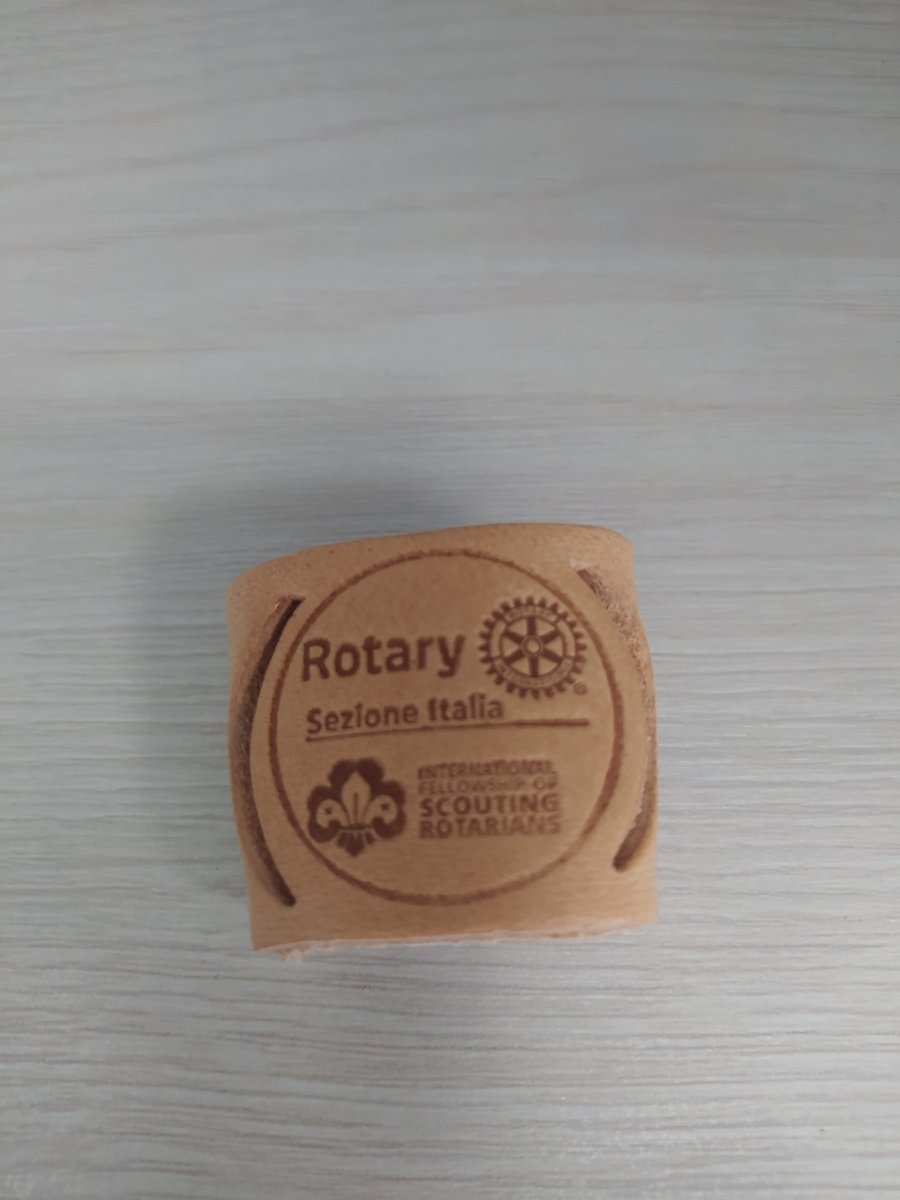 Rotary
Sezione Italia
INTERNATIONAL
FELLOWSHIP OF
SCOUTING
ROTARIANS